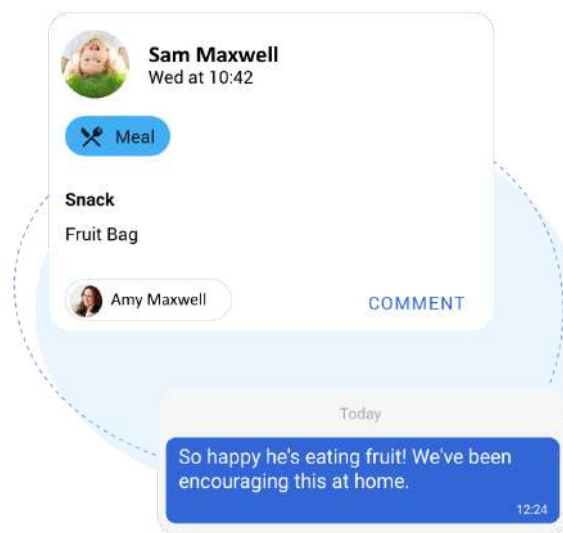 Sam Maxwell
Wed at 10:42
Meal
Snack
Fruit Bag
Amy Maxwell
COMMENT
Today
So happy he's eating fruit! We've been
encouraging this at home.
12:24